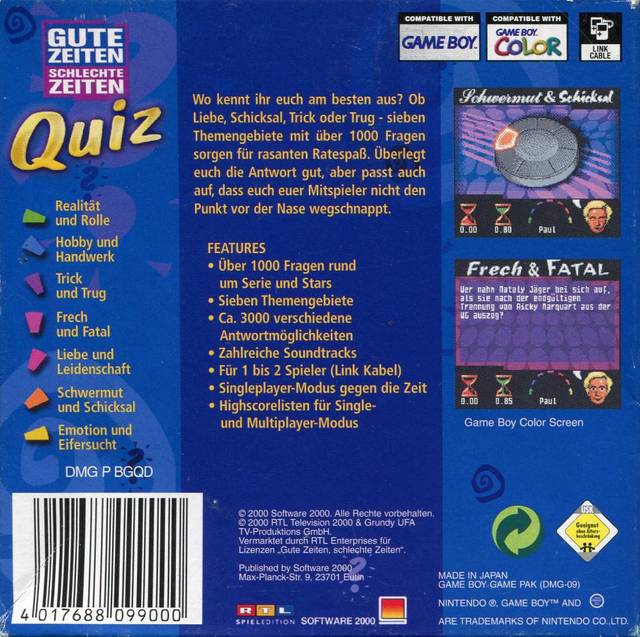 GUTE
ZEITEN
SCHLECHTE
ZEITEN
Quiz
COMPATIBLE WITH
GAME BOY™
COMPATIBLE WITH
GAME BOY
COLOR
LINK
CABLE
Wo kennt ihr euch am besten aus? Ob
Liebe, Schicksal, Trick oder Trug - sieben
Themengebiete mit über 1000 Fragen
sorgen für rasanten Ratespaß. Überlegt
euch die Antwort gut, aber passt auch
auf, dass euch euer Mitspieler nicht den
Punkt vor der Nase wegschnappt.
Realität
und Rolle
Hobby und
Handwerk
Trick
und Trug
Frech
und Fatal
Liebe und
Leidenschaft
Schwermut
und Schicksal
Emotion und
Eifersucht
DMG P BGQD
FEATURES
• Über 1000 Fragen rund
um Serie und Stars
• Sieben Themengebiete
• Ca. 3000 verschiedene
Antwortmöglichkeiten
• Zahlreiche Soundtracks
• Für 1 bis 2 Spieler (Link Kabel)
• Singleplayer-Modus gegen die Zeit
• Highscorelisten für Single-
und Multiplayer-Modus
Schwermut & Schicksal
0.00 0.80 Paul
Frech & FATAL
Wer nahm Nataly Jäger bei sich auf,
als sie nach der endgültigen
Trennung von Ricky Marquart aus der
WG auszog?
0.00 0.85 Paul
Game Boy Color Screen
4 017688 099000
© 2000 Software 2000. Alle Rechte vorbehalten.
© 2000 RTL Television 2000 & Grundy UFA
TV-Produktions GmbH.
Vermarktet durch RTL Enterprises für
Lizenzen „Gute Zeiten, schlechte Zeiten“.
Published by Software 2000
Max-Planck-Str. 9, 23701 Eutin
RTL
SPIELEDITION
SOFTWARE 2000
USK
Geeignet
ohne Alters-
beschränkung
MADE IN JAPAN
GAME BOY GAME PAK (DMG-09)
NINTENDO ®, GAME BOY™ AND
ARE TRADEMARKS OF NINTENDO CO., LTD.